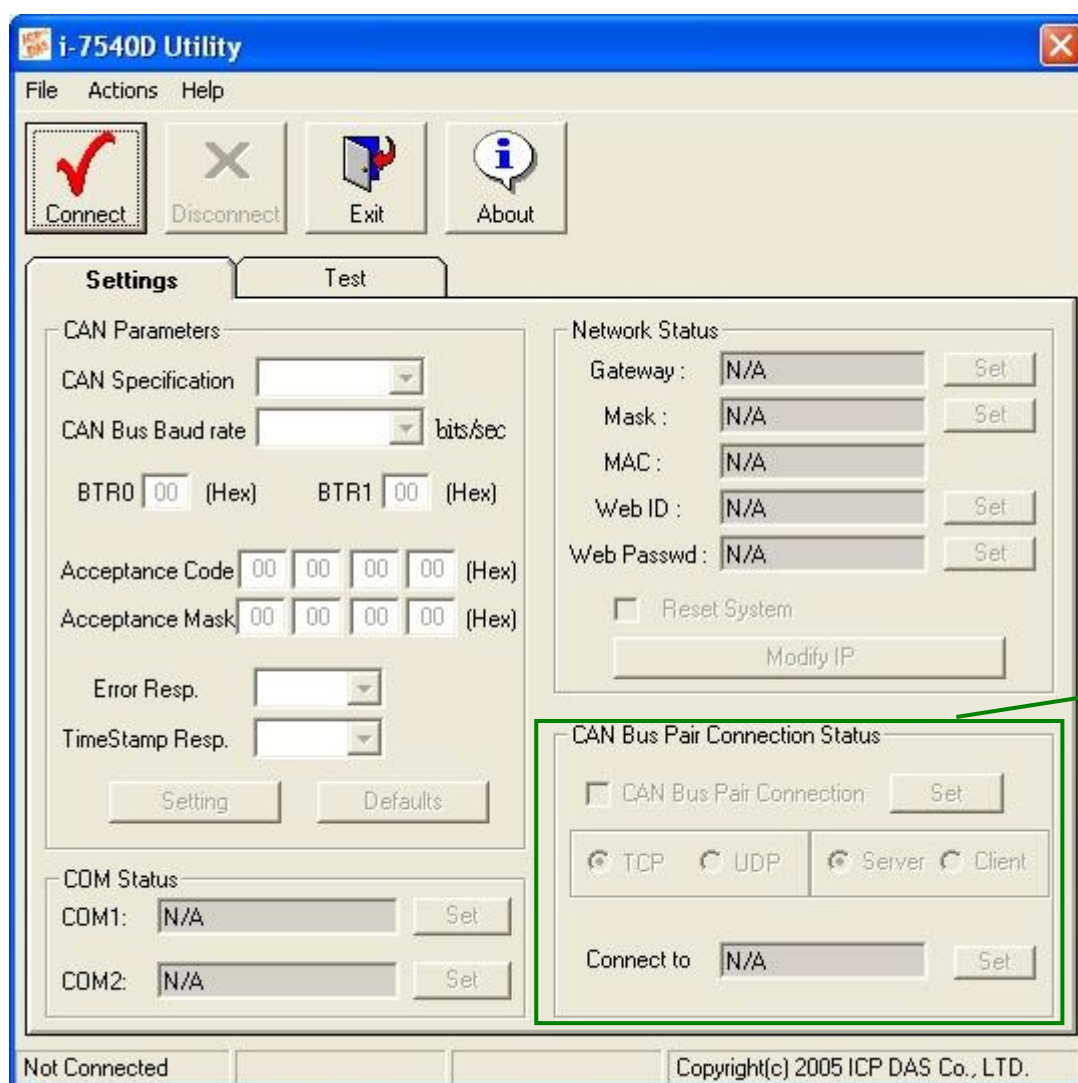 i-7540D Utility
File Actions Help
Connect Disconnect Exit About
Settings Test
CAN Parameters
CAN Specification
CAN Bus Baud rate bits/sec
BTR0 00 (Hex) BTR1 00 (Hex)
Acceptance Code 00 00 00 00 (Hex)
Acceptance Mask 00 00 00 00 (Hex)
Error Resp.
TimeStamp Resp.
Setting Defaults
COM Status
COM1: N/A Set
COM2: N/A Set
Network Status
Gateway : N/A Set
Mask : N/A Set
MAC : N/A
Web ID : N/A Set
Web Passwd : N/A Set
Reset System
Modify IP
CAN Bus Pair Connection Status
CAN Bus Pair Connection Set
TCP UDP Server Client
Connect to N/A Set
Not Connected Copyright(c) 2005 ICP DAS Co., LTD.